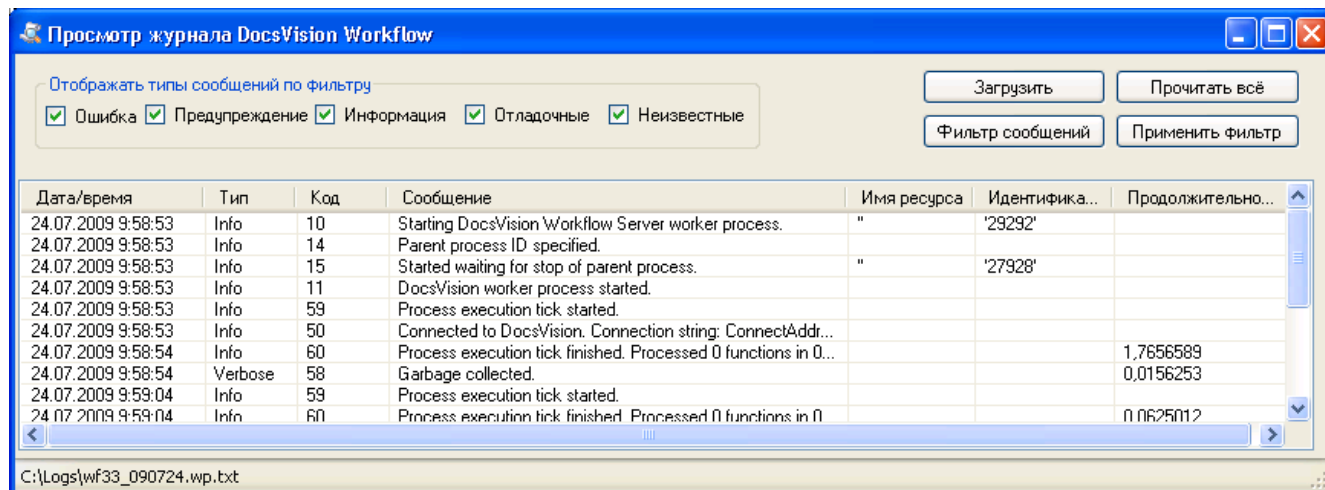 Просмотр журнала DocsVision Workflow
Отображать типы сообщений по фильтру
Ошибка Предупреждение Информация Отладочные Неизвестные
Загрузить Прочитать всё
Фильтр сообщений Применить фильтр
Дата/время Тип Код Сообщение Имя ресурса Идентифика... Продолжительно...
24.07.2009 9:58:53 Info 10 Starting DocsVision Workflow Server worker process. '' '29292'
24.07.2009 9:58:53 Info 14 Parent process ID specified.
24.07.2009 9:58:53 Info 15 Started waiting for stop of parent process. '' '27928'
24.07.2009 9:58:53 Info 11 DocsVision worker process started.
24.07.2009 9:58:53 Info 59 Process execution tick started.
24.07.2009 9:58:53 Info 50 Connected to DocsVision. Connection string: ConnectAddr...
24.07.2009 9:58:54 Info 60 Process execution tick finished. Processed 0 functions in 0... 1,7656589
24.07.2009 9:58:54 Verbose 58 Garbage collected. 0,0156253
24.07.2009 9:59:04 Info 59 Process execution tick started.
24.07.2009 9:59:04 Info 60 Process execution tick finished. Processed 0 functions in 0... 0,0625012
C:\Logs\wf33_090724.wp.txt